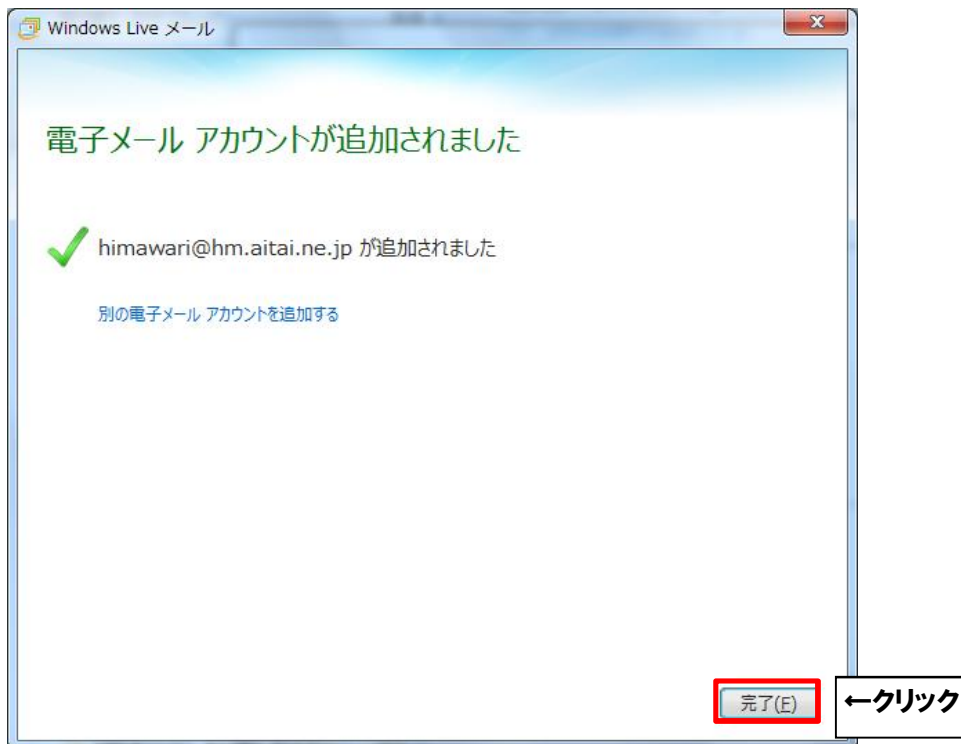 Windows Live メール
電子メール アカウントが追加されました
himawari@hm.aitai.ne.jp が追加されました
別の電子メール アカウントを追加する
完了(F)
←クリック